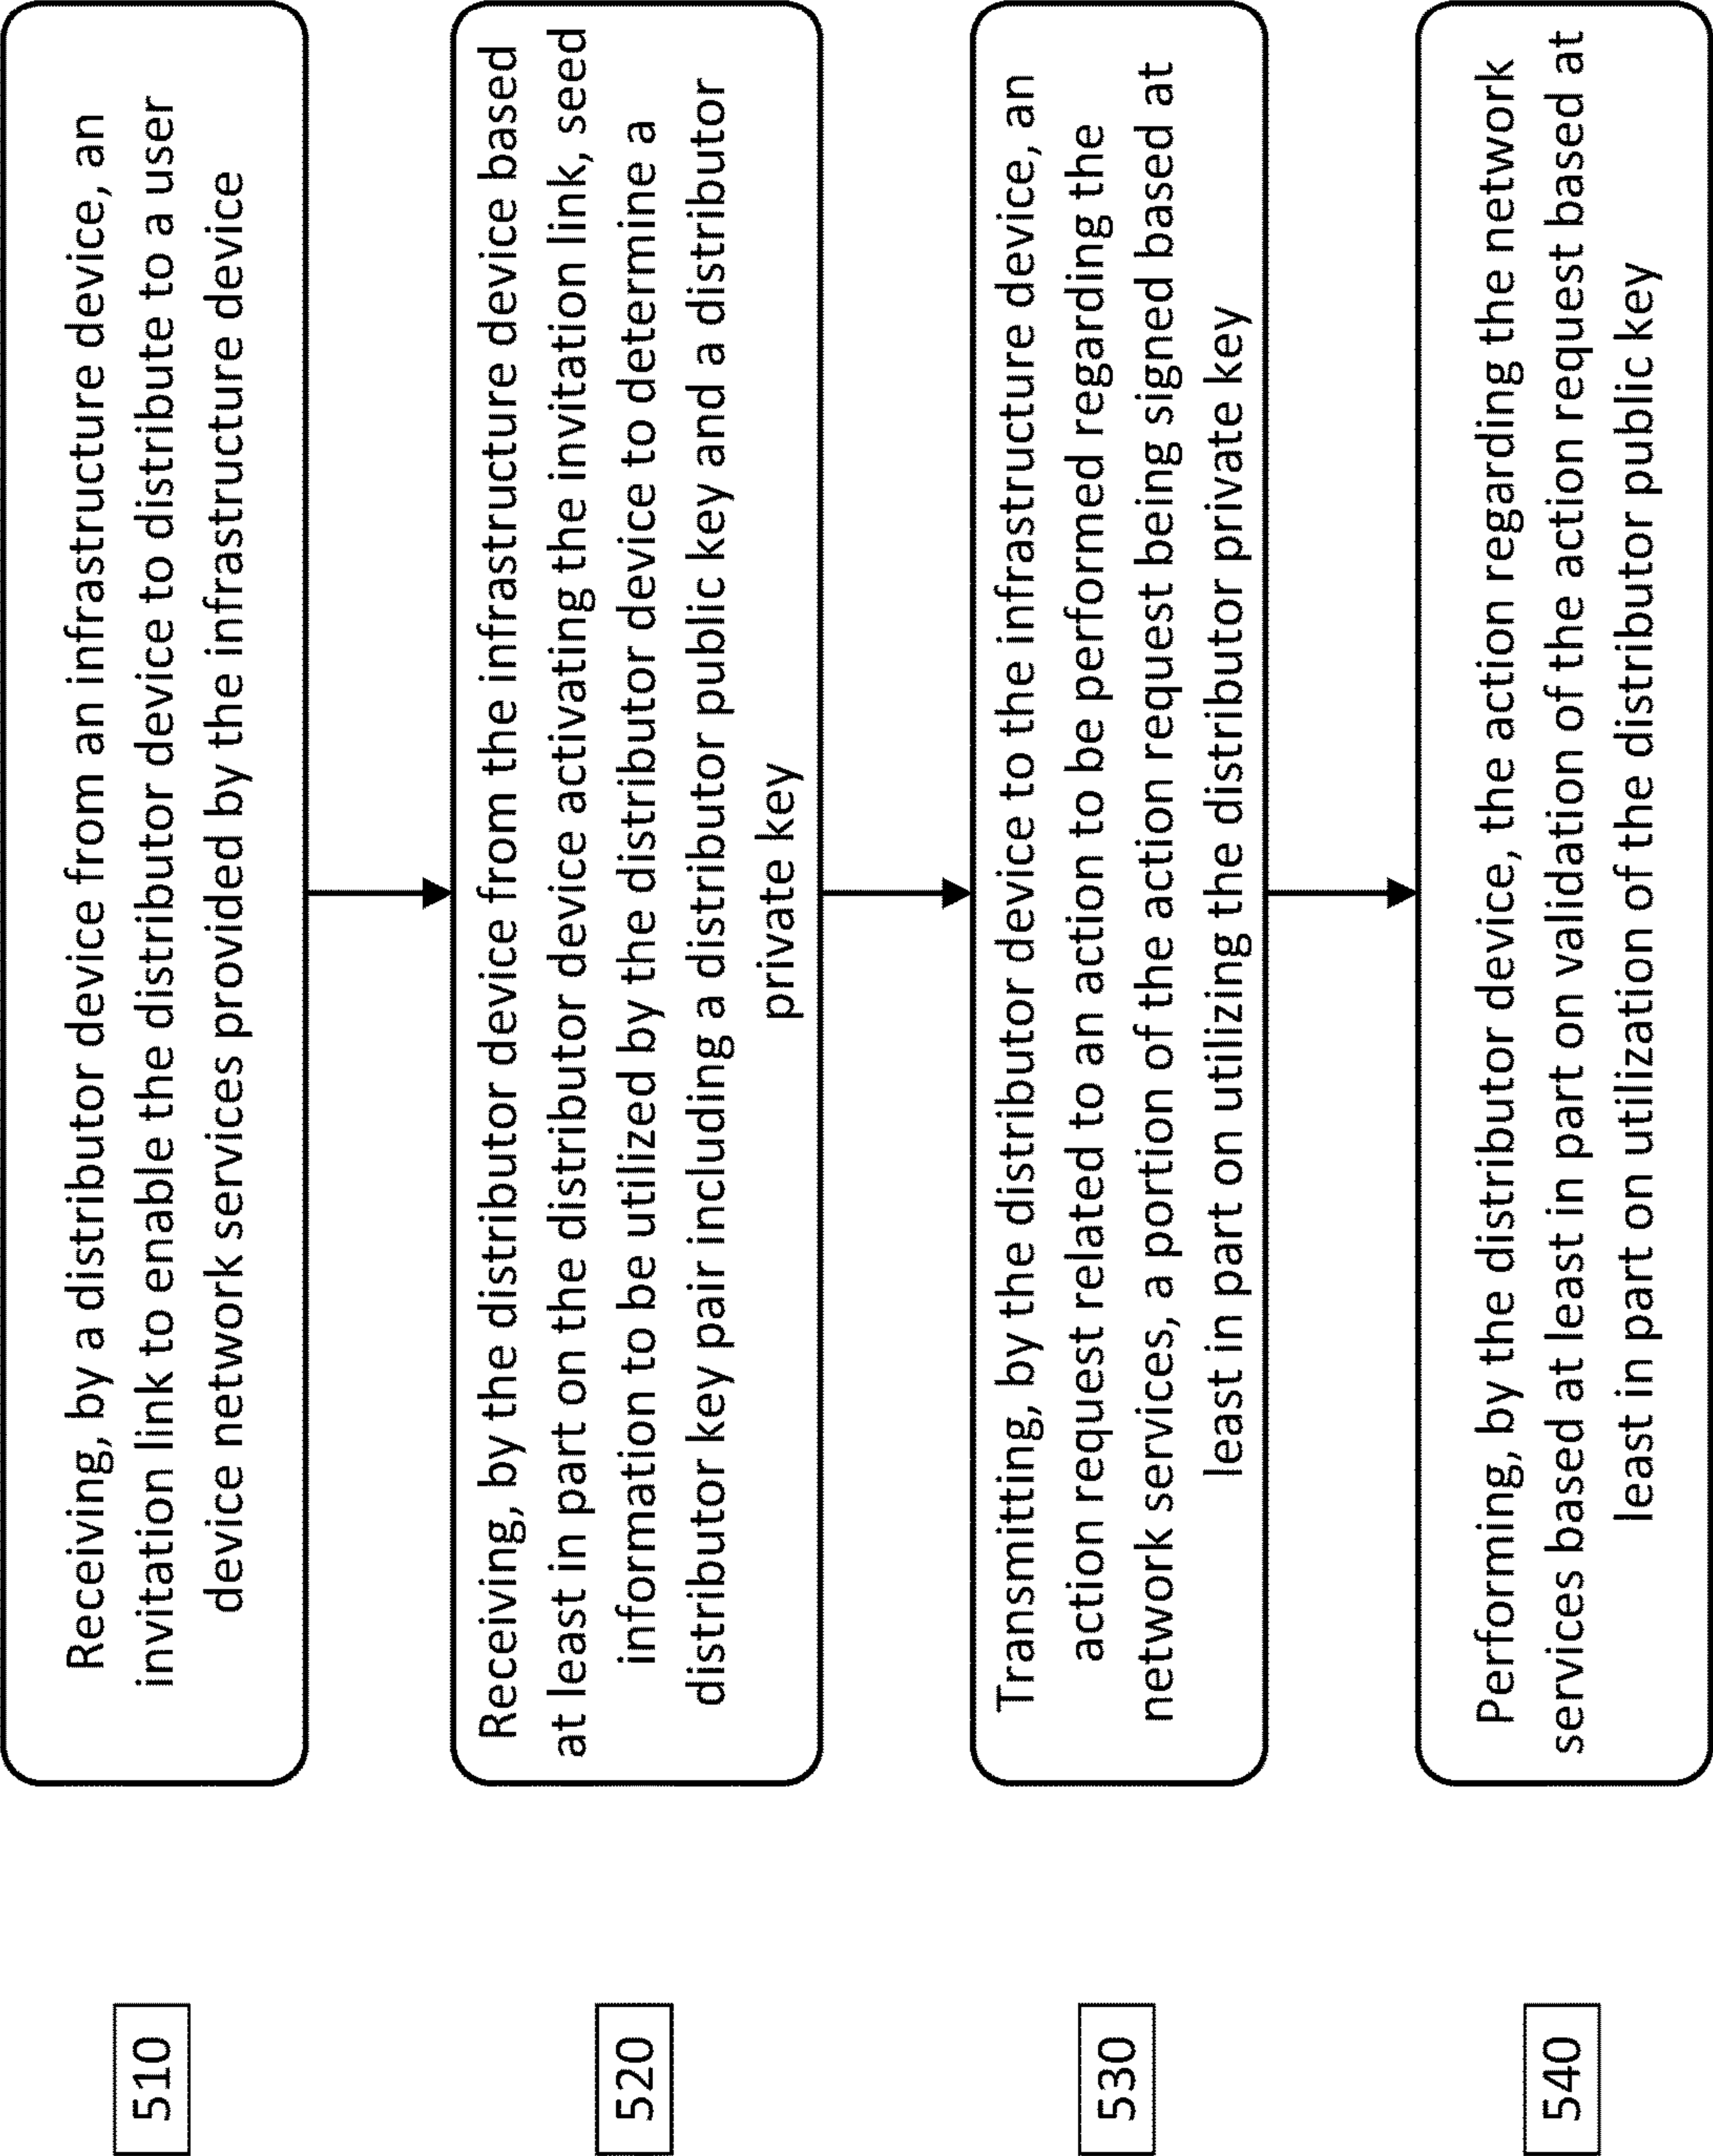 510
Receiving, by a distributor device from an infrastructure device, an
invitation link to enable the distributor device to distribute to a user
device network services provided by the infrastructure device
520
Receiving, by the distributor device from the infrastructure device based
at least in part on the distributor device activating the invitation link, seed
information to be utilized by the distributor device to determine a
distributor key pair including a distributor public key and a distributor
private key
530
Transmitting, by the distributor device to the infrastructure device, an
action request related to an action to be performed regarding the
network services, a portion of the action request being signed based at
least in part on utilizing the distributor private key
540
Performing, by the distributor device, the action regarding the network
services based at least in part on validation of the action request based at
least in part on utilization of the distributor public key